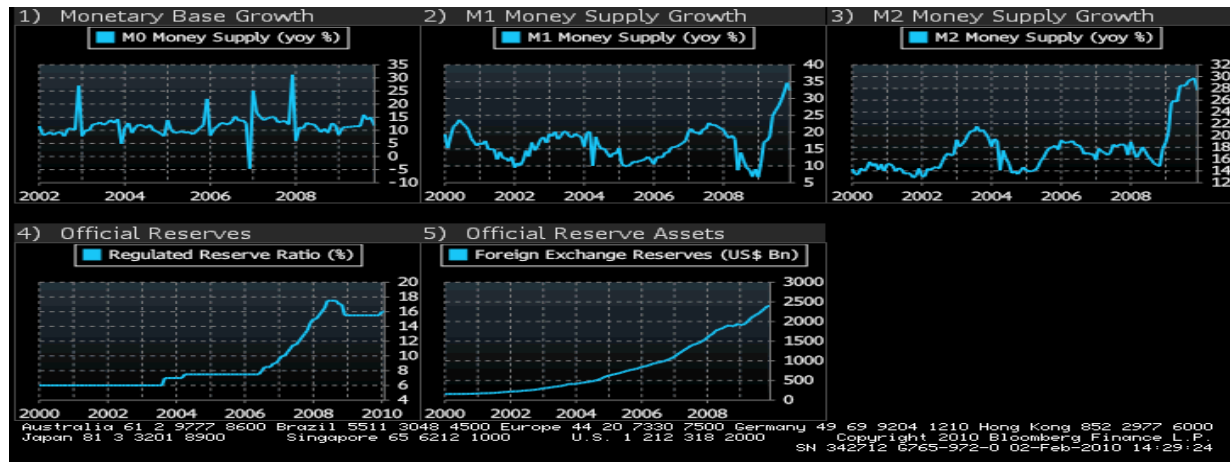 1) Monetary Base Growth
2) M1 Money Supply Growth
3) M2 Money Supply Growth
M0 Money Supply (yoy %)
M1 Money Supply (yoy %)
M2 Money Supply (yoy %)
35
30
25
20
15
10
5
0
-5
-10
2002 2004 2006 2008
40
35
30
25
20
15
10
5
2000 2002 2004 2006 2008
32
30
28
26
24
22
20
18
16
14
12
2000 2002 2004 2006 2008
4) Official Reserves
5) Official Reserve Assets
Regulated Reserve Ratio (%)
Foreign Exchange Reserves (US$ Bn)
20
18
16
14
12
10
8
6
4
2000 2002 2004 2006 2008 2010
3000
2500
2000
1500
1000
500
0
2000 2002 2004 2006 2008
Australia 61 2 9777 8600 Brazil 5511 3048 4500 Europe 44 20 7330 7500 Germany 49 69 9204 1210 Hong Kong 852 2977 6000
Japan 81 3 3201 8900 Singapore 65 6212 1000 U.S. 1 212 318 2000 Copyright 2010 Bloomberg Finance L.P.
SN 342712 G765-972-0 02-Feb-2010 14:29:24